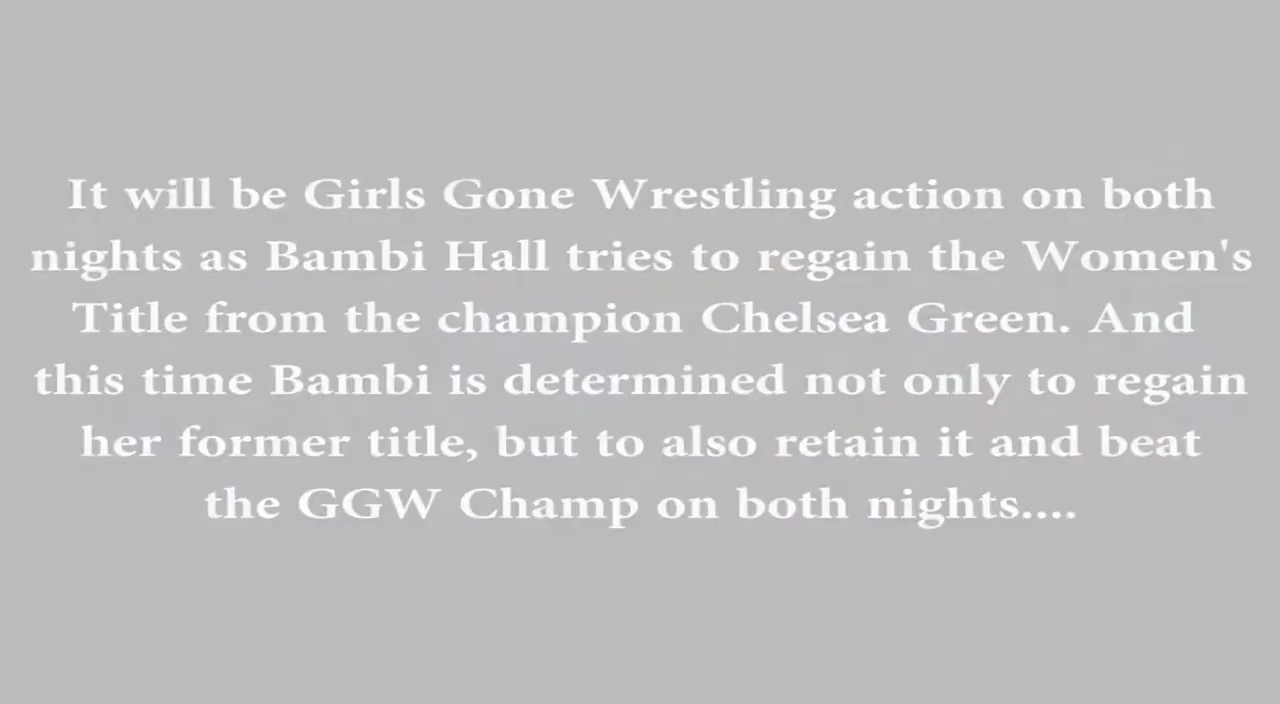 It will be Girls Gone Wrestling action on both
nights as Bambi Hall tries to regain the Women's
Title from the champion Chelsea Green. And
this time Bambi is determined not only to regain
her former title, but to also retain it and beat
the GGW Champ on both nights....